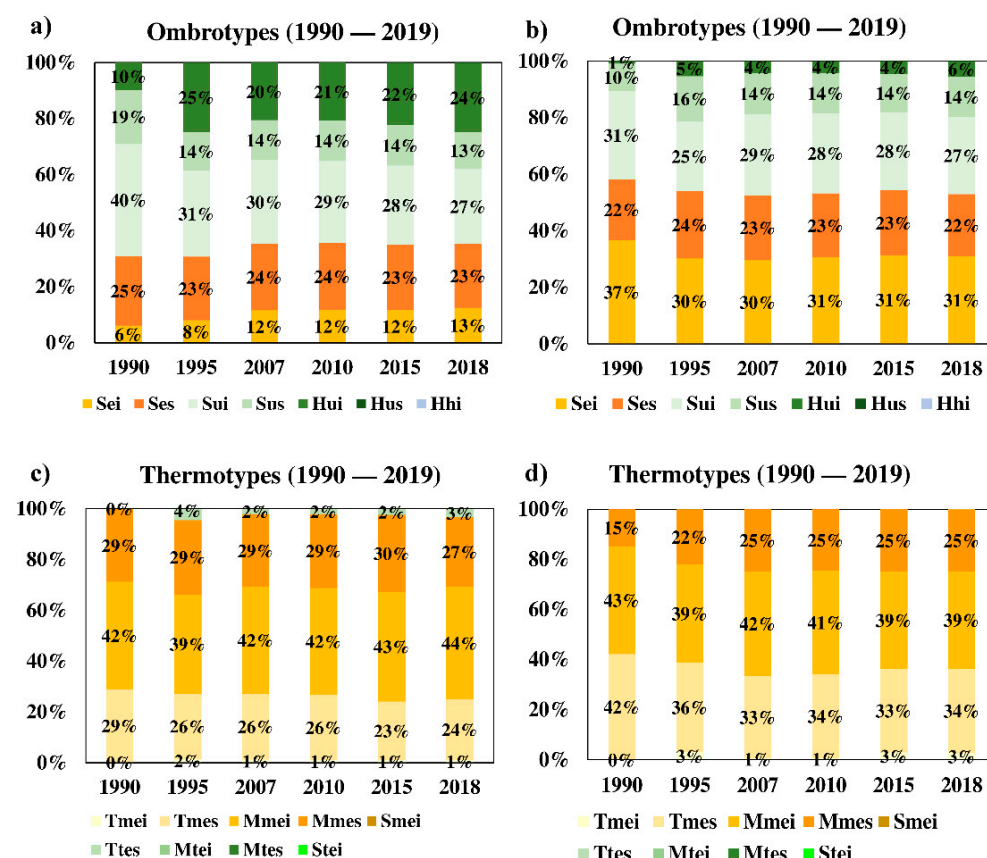 a)
Ombrotypes (1990 — 2019)
100%
80%
60%
40%
20%
0%
10% 25% 20% 21% 22% 24%
19% 14% 14% 14% 14% 13%
40% 31% 30% 29% 28% 27%
25% 23% 24% 24% 23% 23%
6% 8% 12% 12% 12% 13%
1990 1995 2007 2010 2015 2018
Sei Ses Sui Sus Hui Hus Hhi
b)
Ombrotypes (1990 — 2019)
100%
80%
60%
40%
20%
0%
1% 5% 4% 4% 4% 6%
10% 16% 14% 14% 14% 14%
31% 25% 29% 28% 28% 27%
22% 24% 23% 23% 23% 22%
37% 30% 30% 31% 31% 31%
1990 1995 2007 2010 2015 2018
Sei Ses Sui Sus Hui Hus Hhi
c)
Thermotypes (1990 — 2019)
100%
80%
60%
40%
20%
0%
0% 4% 2% 2% 2% 3%
29% 29% 29% 29% 30% 27%
42% 39% 42% 42% 43% 44%
29% 26% 26% 26% 23% 24%
0% 2% 1% 1% 1% 1%
1990 1995 2007 2010 2015 2018
Tmei Tmes Mmei Mmes Smei
Ttes Mtei Mtes Stei
d)
Thermotypes (1990 — 2019)
100%
80%
60%
40%
20%
0%
15% 22% 25% 25% 25% 25%
43% 39% 42% 41% 39% 39%
42% 36% 33% 34% 33% 34%
0% 3% 1% 1% 3% 3%
1990 1995 2007 2010 2015 2018
Tmei Tmes Mmei Mmes Smei
Ttes Mtei Mtes Stei